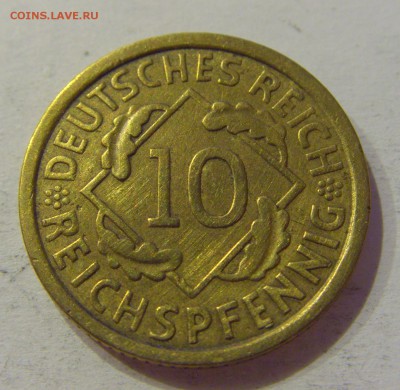 COINS.LAVE.RU
DEUTSCHES REICH
10
REICHSPFENNIG